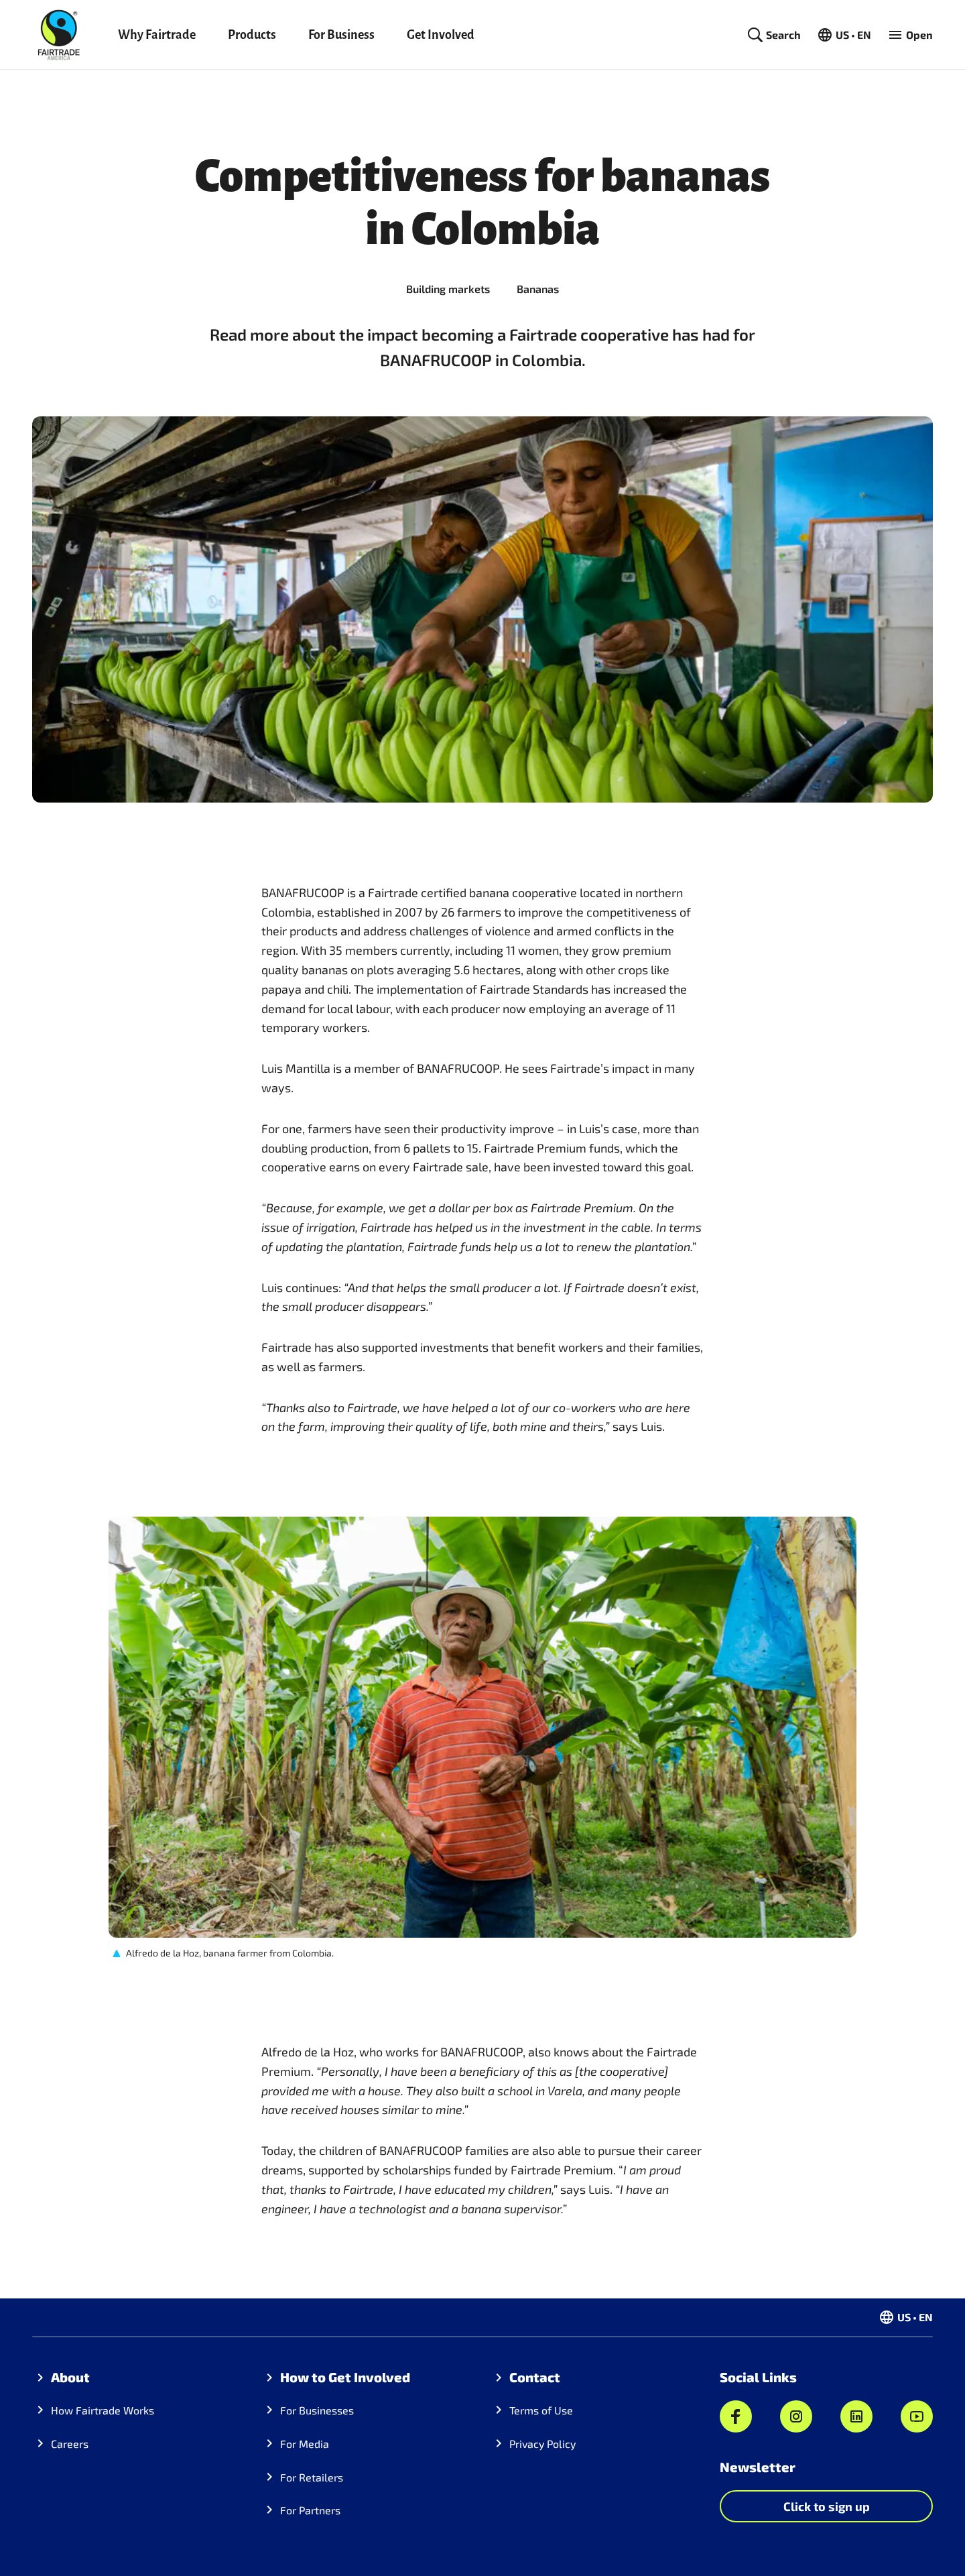 FAIRTRADE
AMERICA
Why Fairtrade
Products
For Business
Get Involved
Search
US • EN
Open
Competitiveness for bananas
in Colombia
Building markets
Bananas
Read more about the impact becoming a Fairtrade cooperative has had for
BANAFRUCOOP in Colombia.
BANAFRUCOOP is a Fairtrade certified banana cooperative located in northern
Colombia, established in 2007 by 26 farmers to improve the competitiveness of
their products and address challenges of violence and armed conflicts in the
region. With 35 members currently, including 11 women, they grow premium
quality bananas on plots averaging 5.6 hectares, along with other crops like
papaya and chili. The implementation of Fairtrade Standards has increased the
demand for local labour, with each producer now employing an average of 11
temporary workers.
Luis Mantilla is a member of BANAFRUCOOP. He sees Fairtrade’s impact in many
ways.
For one, farmers have seen their productivity improve – in Luis’s case, more than
doubling production, from 6 pallets to 15. Fairtrade Premium funds, which the
cooperative earns on every Fairtrade sale, have been invested toward this goal.
“Because, for example, we get a dollar per box as Fairtrade Premium. On the
issue of irrigation, Fairtrade has helped us in the investment in the cable. In terms
of updating the plantation, Fairtrade funds help us a lot to renew the plantation.”
Luis continues: “And that helps the small producer a lot. If Fairtrade doesn’t exist,
the small producer disappears.”
Fairtrade has also supported investments that benefit workers and their families,
as well as farmers.
“Thanks also to Fairtrade, we have helped a lot of our co-workers who are here
on the farm, improving their quality of life, both mine and theirs,” says Luis.
Alfredo de la Hoz, banana farmer from Colombia.
Alfredo de la Hoz, who works for BANAFRUCOOP, also knows about the Fairtrade
Premium. “Personally, I have been a beneficiary of this as [the cooperative]
provided me with a house. They also built a school in Varela, and many people
have received houses similar to mine.”
Today, the children of BANAFRUCOOP families are also able to pursue their career
dreams, supported by scholarships funded by Fairtrade Premium. “I am proud
that, thanks to Fairtrade, I have educated my children,” says Luis. “I have an
engineer, I have a technologist and a banana supervisor.”
US • EN
About
How Fairtrade Works
Careers
How to Get Involved
For Businesses
For Media
For Retailers
For Partners
Contact
Terms of Use
Privacy Policy
Social Links
Newsletter
Click to sign up